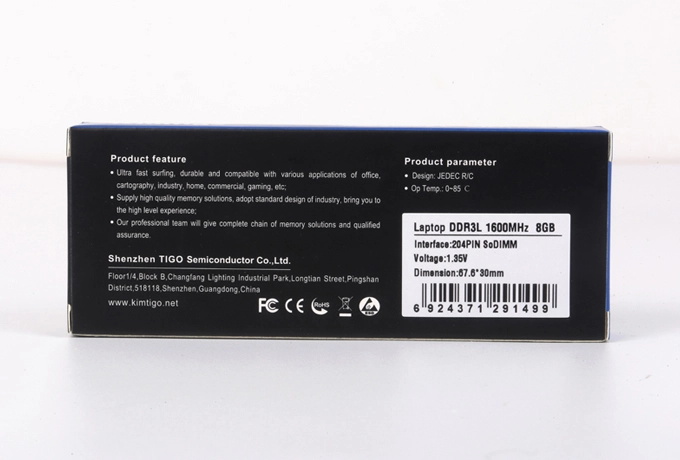 Product feature
• Ultra fast surfing, durable and compatible with various applications of office,
cartography, industry, home, commercial, gaming, etc;
• Supply high quality memory solutions, adopt standard design of industry, bring you to
the high level experience;
• Our professional team will give complete chain of memory solutions and qualified
assurance.
Shenzhen TIGO Semiconductor Co.,Ltd.
Floor1/4,Block B,Changfang Lighting Industrial Park,Longtian Street,Pingshan
District,518118,Shenzhen,Guangdong,China
www.kimtigo.net
FC CE RoHS ESD
Product parameter
• Design: JEDEC R/C
• Op Temp.: 0~85 ℃
Laptop DDR3L 1600MHz 8GB
Interface:204PIN SoDIMM
Voltage:1.35V
Dimension:67.6*30mm
6 924371 291499